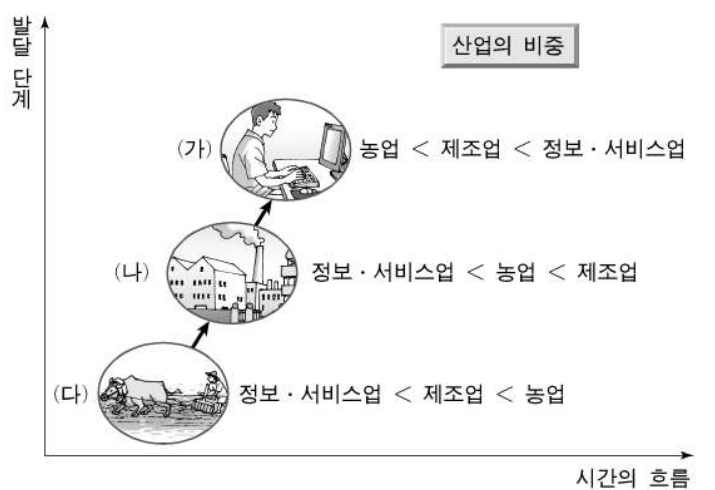 발달 단계
산업의 비중
(가) 농업 < 제조업 < 정보·서비스업
(나) 정보·서비스업 < 농업 < 제조업
(다) 정보·서비스업 < 제조업 < 농업
시간의 흐름